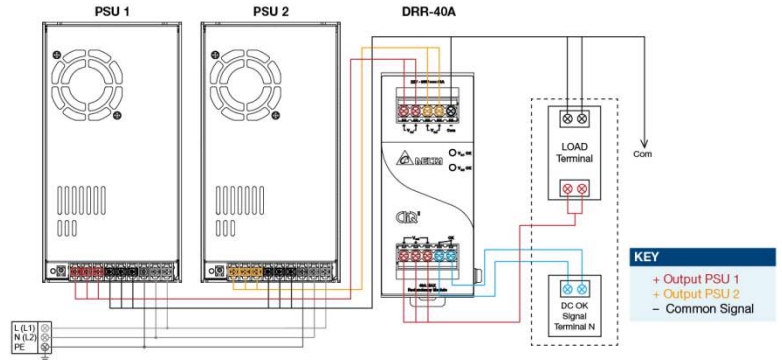 PSU 1
PSU 2
DRR-40A
LOAD
Terminal
Com
Com
DC OK
Signal
Terminal N
KEY
+ Output PSU 1
+ Output PSU 2
– Common Signal
L (L1)
N (L2)
PE